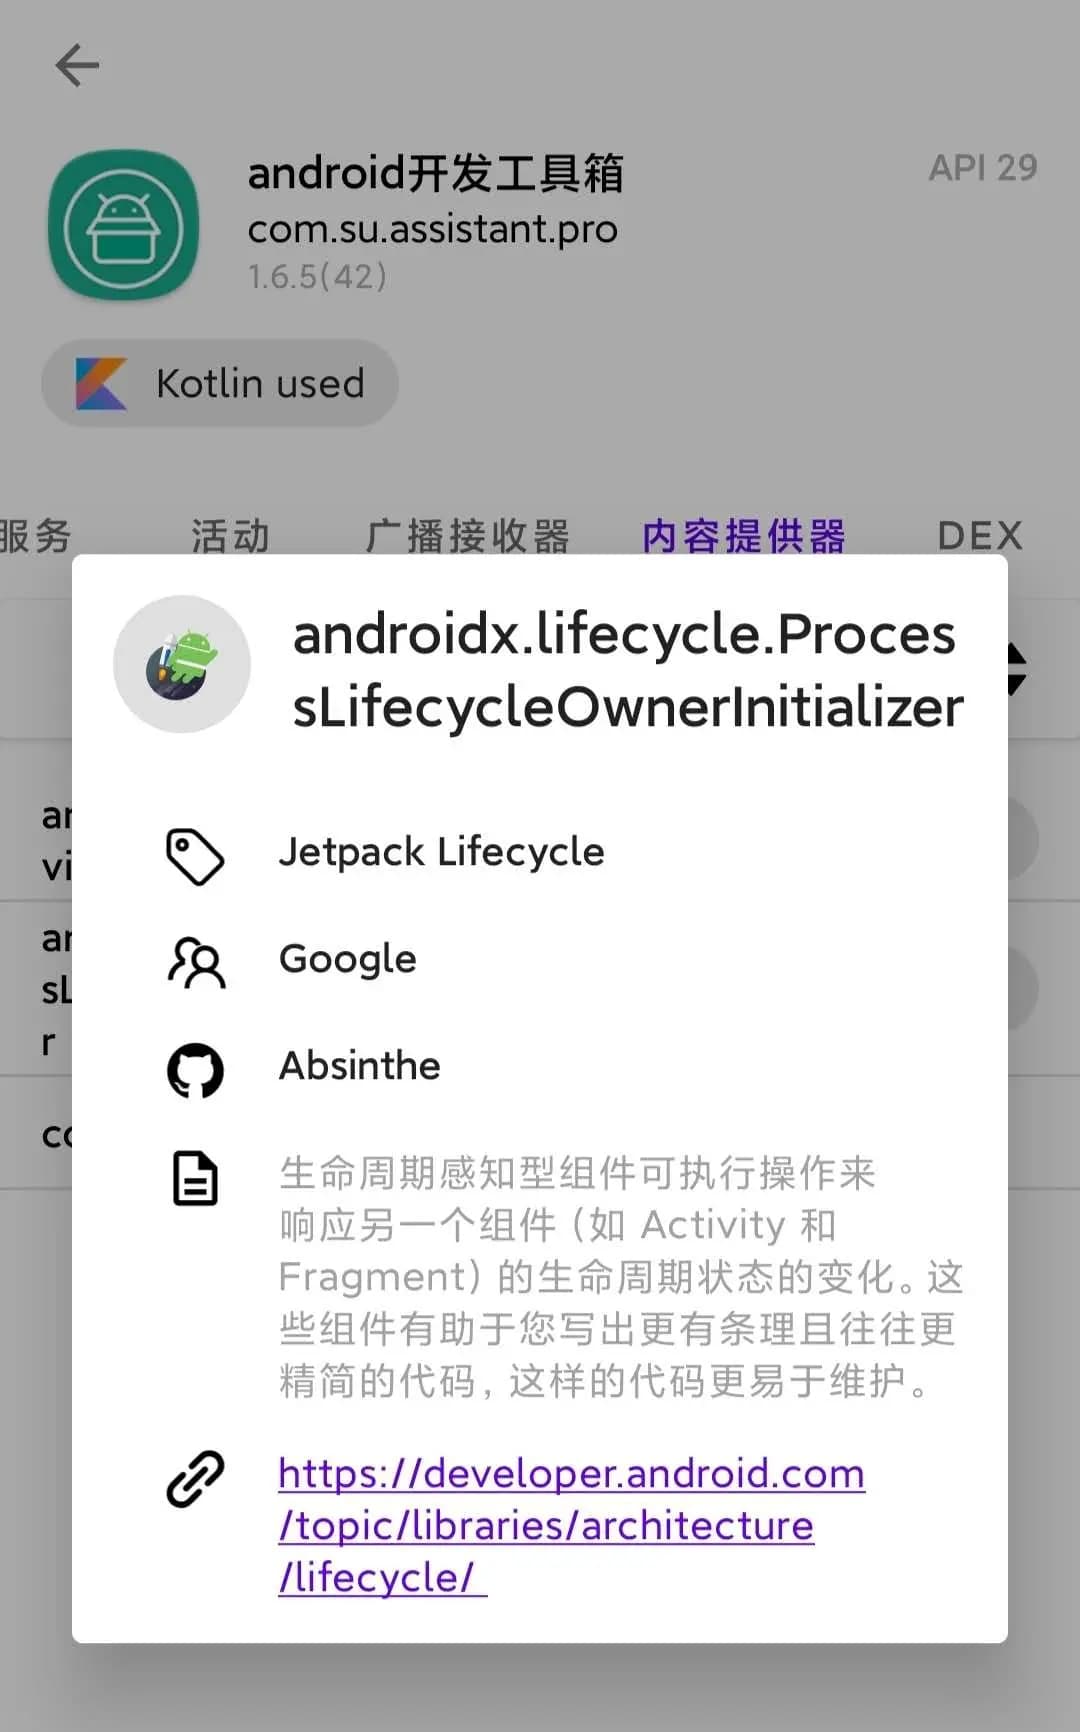 android开发工具箱
API 29
com.su.assistant.pro
1.6.5(42)
Kotlin used
服务 活动 广播接收器 内容提供器 DEX
androidx.lifecycle.Proces
sLifecycleOwnerInitializer
Jetpack Lifecycle
Google
Absinthe
生命周期感知型组件可执行操作来
响应另一个组件（如 Activity 和
Fragment）的生命周期状态的变化。这
些组件有助于您写出更有条理且往往更
精简的代码，这样的代码更易于维护。
https://developer.android.com
/topic/libraries/architecture
/lifecycle/